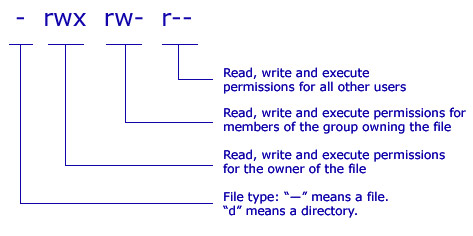 - rwx rw- r--
Read, write and execute
permissions for all other users
Read, write and execute permissions for
members of the group owning the file
Read, write and execute permissions
for the owner of the file
File type: “—” means a file.
“d” means a directory.